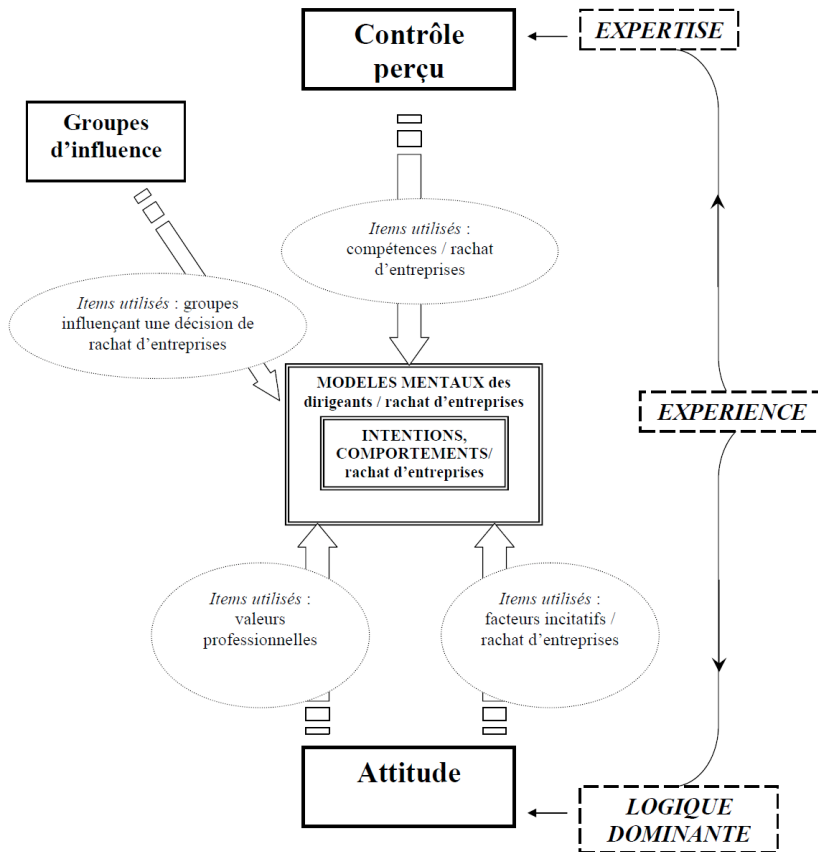 Contrôle
perçu
EXPERTISE
Groupes
d’influence
Items utilisés :
compétences / rachat
d’entreprises
Items utilisés : groupes
influençant une décision de
rachat d’entreprises
MODELES MENTAUX des
dirigeants / rachat d’entreprises
INTENTIONS,
COMPORTEMENTS/
rachat d’entreprises
EXPERIENCE
Items utilisés :
valeurs
professionnelles
Items utilisés :
facteurs incitatifs /
rachat d’entreprises
Attitude
LOGIQUE
DOMINANTE